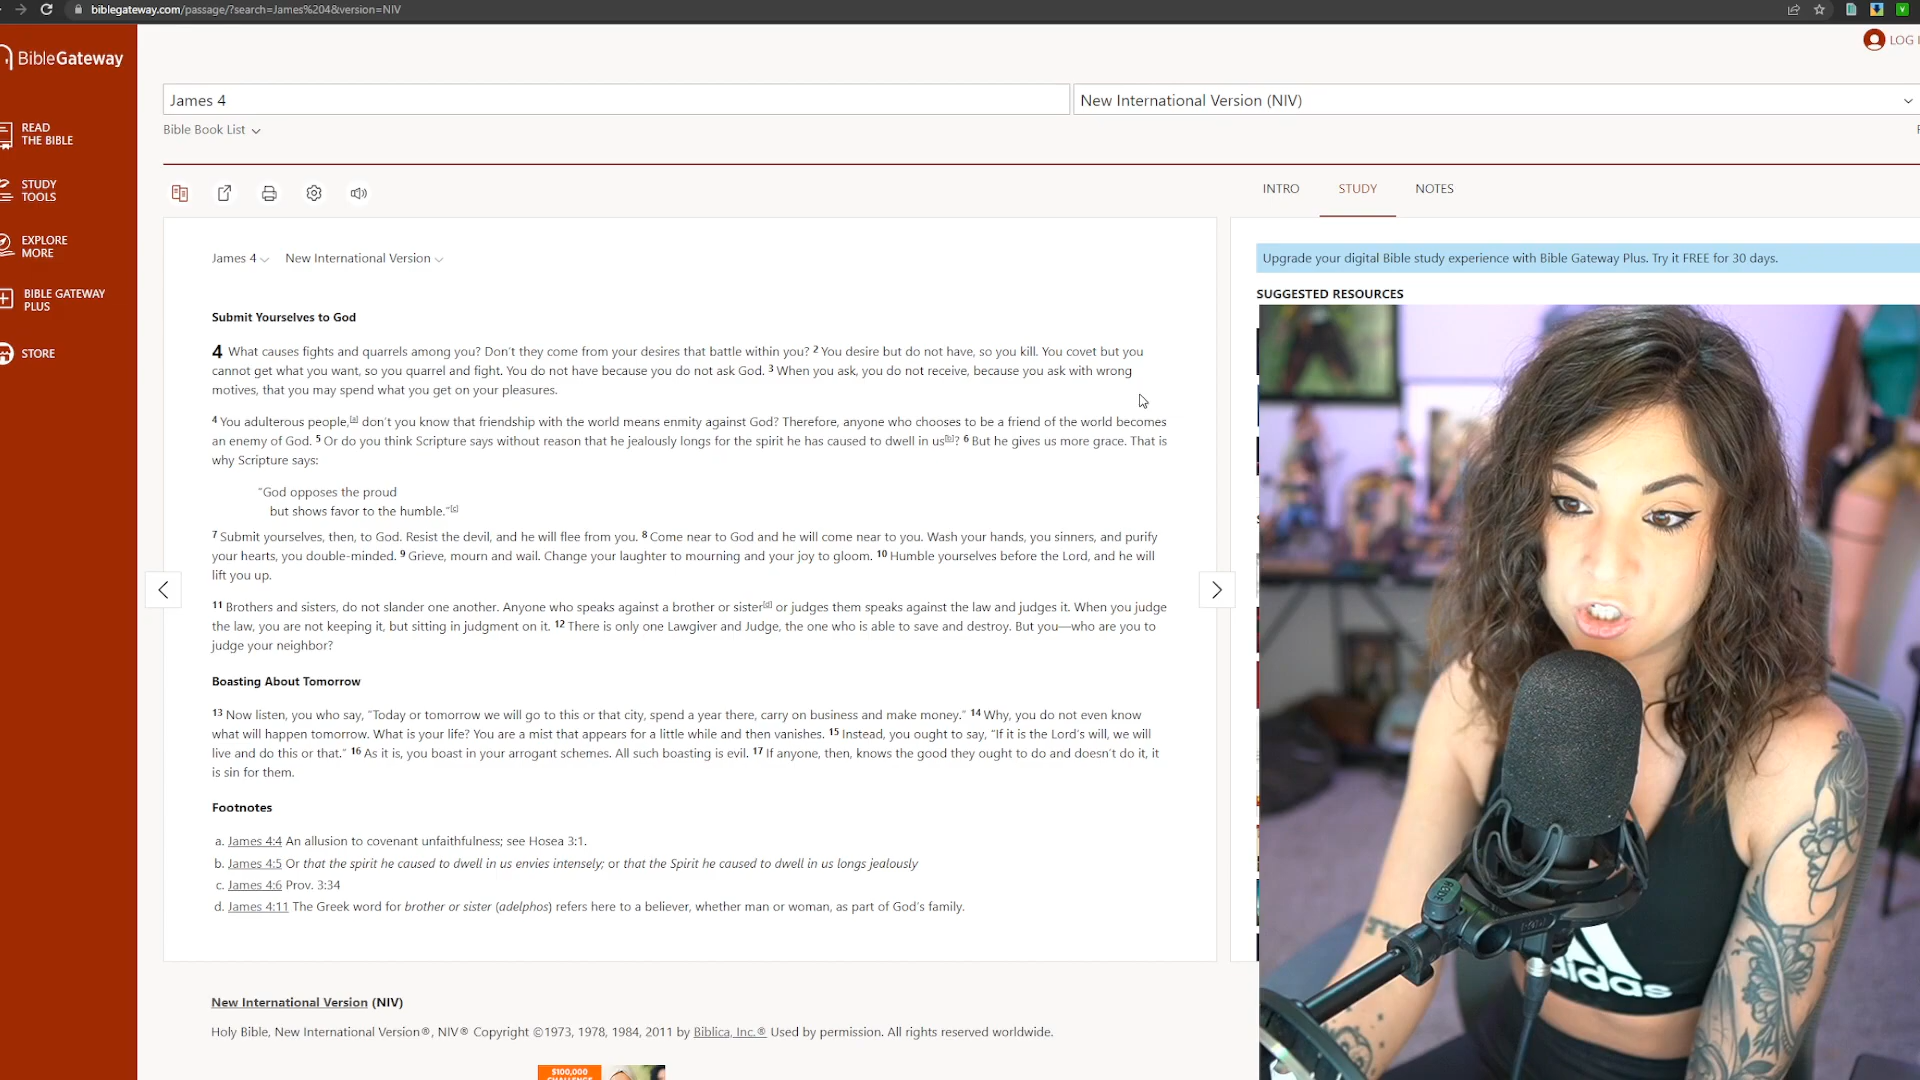 biblegateway.com/passage/?search=James%204&version=NIV
BibleGateway
LOG
James 4
New International Version (NIV)
Bible Book List
READ
THE BIBLE
STUDY
TOOLS
EXPLORE
MORE
BIBLE GATEWAY
PLUS
STORE
INTRO
STUDY
NOTES
James 4
New International Version
Upgrade your digital Bible study experience with Bible Gateway Plus. Try it FREE for 30 days.
SUGGESTED RESOURCES
Submit Yourselves to God
4 What causes fights and quarrels among you? Don't they come from your desires that battle within you? 2 You desire but do not have, so you kill. You covet but you
cannot get what you want, so you quarrel and fight. You do not have because you do not ask God. 3 When you ask, you do not receive, because you ask with wrong
motives, that you may spend what you get on your pleasures.
4 You adulterous people,[a] don't you know that friendship with the world means enmity against God? Therefore, anyone who chooses to be a friend of the world becomes
an enemy of God. 5 Or do you think Scripture says without reason that he jealously longs for the spirit he has caused to dwell in us[b]? 6 But he gives us more grace. That is
why Scripture says:
"God opposes the proud
but shows favor to the humble."[c]
7 Submit yourselves, then, to God. Resist the devil, and he will flee from you. 8 Come near to God and he will come near to you. Wash your hands, you sinners, and purify
your hearts, you double-minded. 9 Grieve, mourn and wail. Change your laughter to mourning and your joy to gloom. 10 Humble yourselves before the Lord, and he will
lift you up.
11 Brothers and sisters, do not slander one another. Anyone who speaks against a brother or sister[d] or judges them speaks against the law and judges it. When you judge
the law, you are not keeping it, but sitting in judgment on it. 12 There is only one Lawgiver and Judge, the one who is able to save and destroy. But you—who are you to
judge your neighbor?
Boasting About Tomorrow
13 Now listen, you who say, "Today or tomorrow we will go to this or that city, spend a year there, carry on business and make money." 14 Why, you do not even know
what will happen tomorrow. What is your life? You are a mist that appears for a little while and then vanishes. 15 Instead, you ought to say, "If it is the Lord's will, we will
live and do this or that." 16 As it is, you boast in your arrogant schemes. All such boasting is evil. 17 If anyone, then, knows the good they ought to do and doesn't do it, it
is sin for them.
Footnotes
a. James 4:4 An allusion to covenant unfaithfulness; see Hosea 3:1.
b. James 4:5 Or that the spirit he caused to dwell in us envies intensely; or that the Spirit he caused to dwell in us longs jealously
c. James 4:6 Prov. 3:34
d. James 4:11 The Greek word for brother or sister (adelphos) refers here to a believer, whether man or woman, as part of God's family.
New International Version (NIV)
Holy Bible, New International Version®, NIV® Copyright ©1973, 1978, 1984, 2011 by Biblica, Inc.® Used by permission. All rights reserved worldwide.
$100,000
adidas